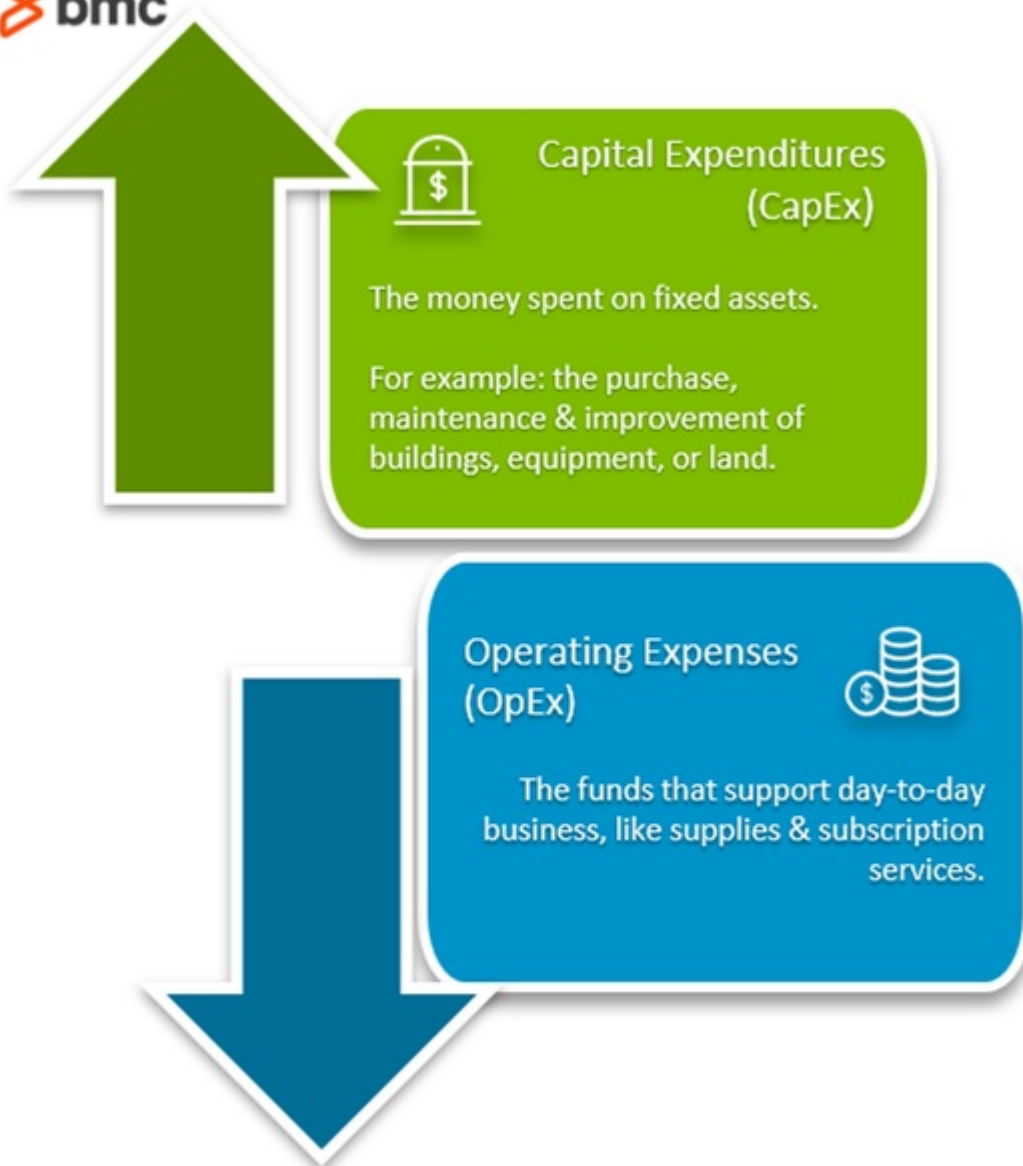 bmc
$
Capital Expenditures
(CapEx)
The money spent on fixed assets.
For example: the purchase,
maintenance & improvement of
buildings, equipment, or land.
Operating Expenses
(OpEx)
$
The funds that support day-to-day
business, like supplies & subscription
services.